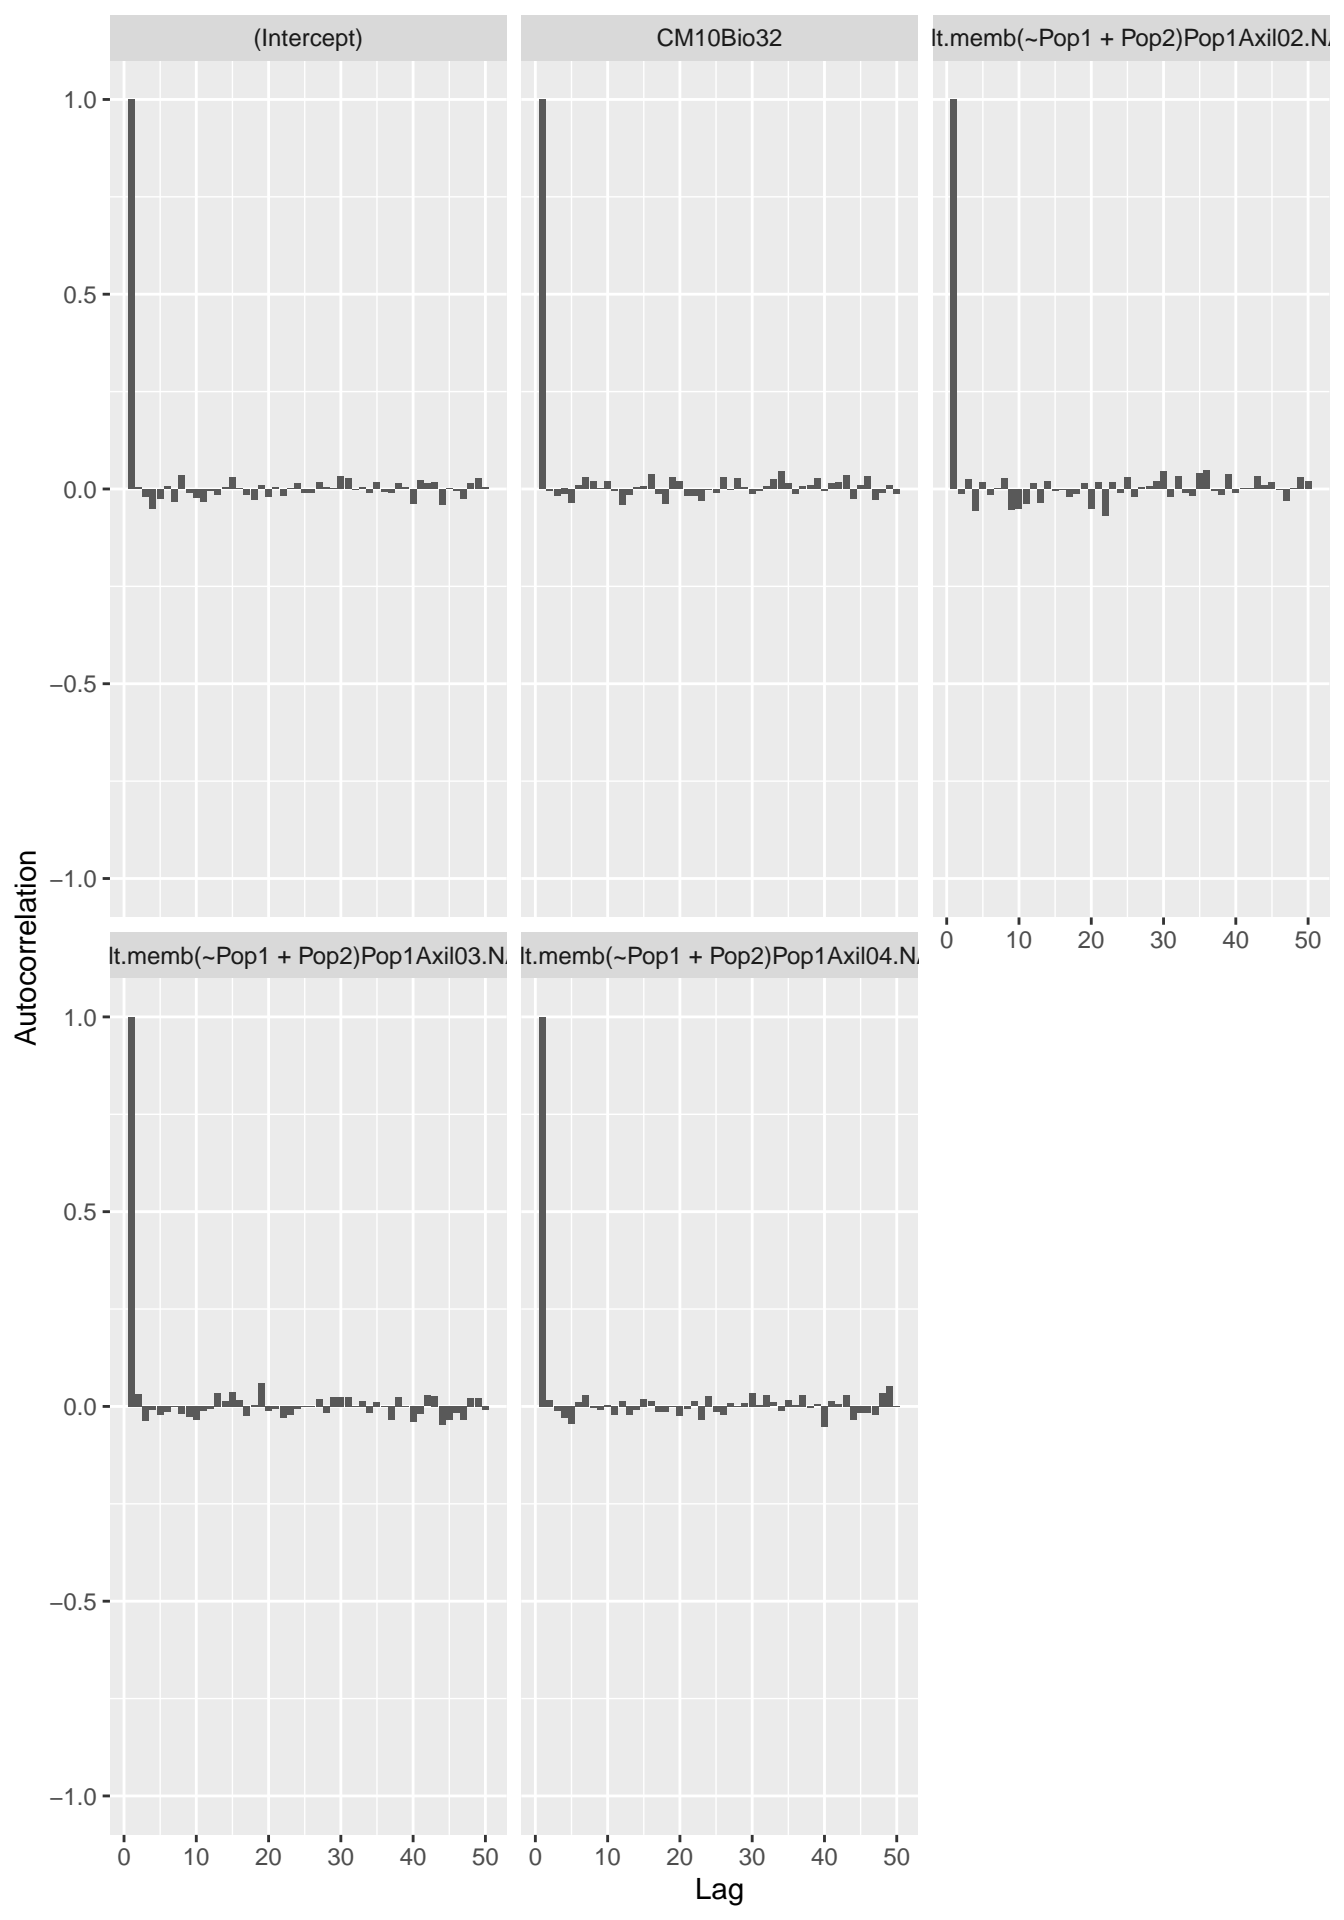 (Intercept)
CM10Bio32
lt.memb(~Pop1 + Pop2)Pop1Axil02.N
1.0
0.5
0.0
−0.5
−1.0
0 10 20 30 40 50
lt.memb(~Pop1 + Pop2)Pop1Axil03.N
lt.memb(~Pop1 + Pop2)Pop1Axil04.N
1.0
0.5
0.0
−0.5
−1.0
0 10 20 30 40 50
0 10 20 30 40 50
Autocorrelation
Lag